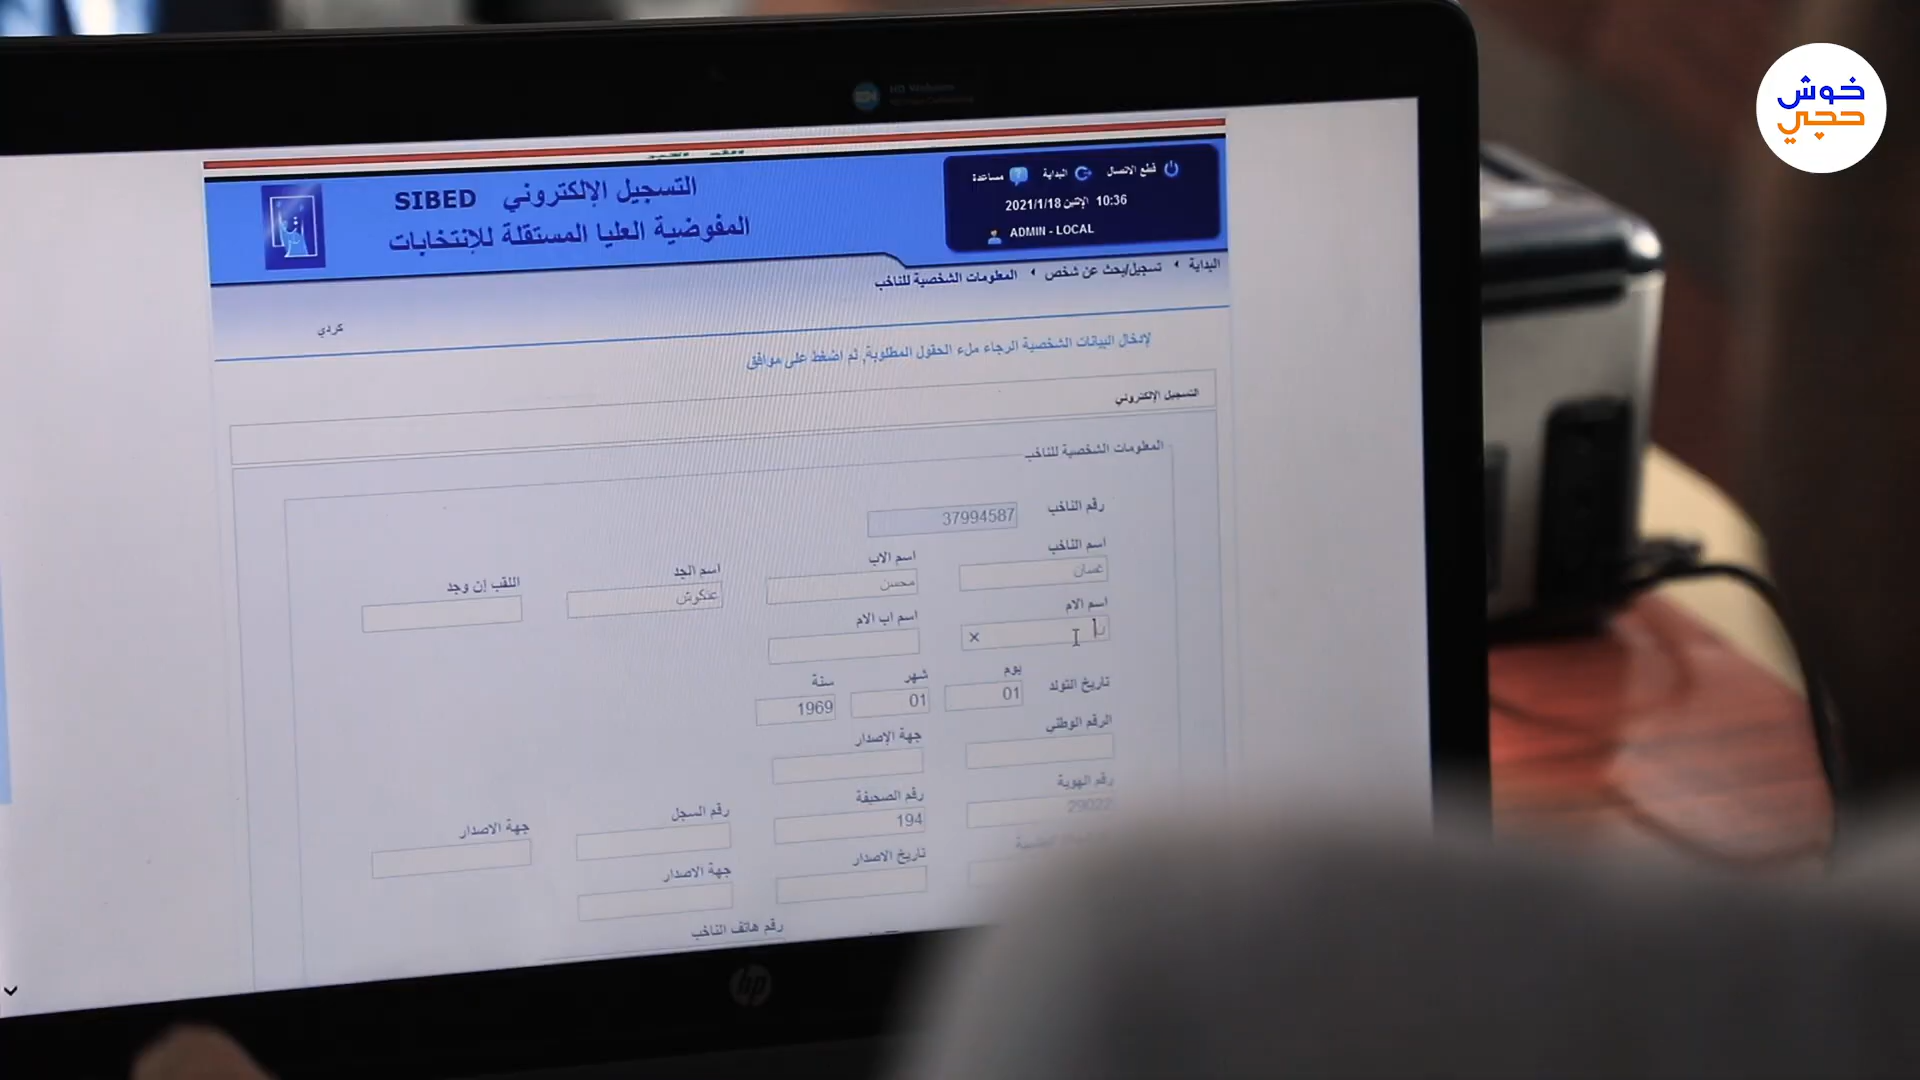 خوش
حجي
قطع الاتصال البداية مساعدة
10:36 الإثنين 2021/1/18
ADMIN - LOCAL
التسجيل الإلكتروني SIBED
المفوضية العليا المستقلة للإنتخابات
البداية تسجيل/بحث عن شخص المعلومات الشخصية للناخب
كردي
لإدخال البيانات الشخصية الرجاء ملء الحقول المطلوبة, ثم اضغط على موافق
التسجيل الإلكتروني
المعلومات الشخصية للناخب
رقم الناخب 37994587
اسم الناخب اسم الاب اسم الجد اللقب إن وجد
غسان محسن عنكوش
اسم الام اسم اب الام
يوم شهر سنة
تاريخ التولد 01 01 1969
الرقم الوطني جهة الإصدار
رقم الهوية رقم الصحيفة رقم السجل جهة الاصدار
194
تاريخ الاصدار جهة الاصدار
رقم هاتف الناخب
hp